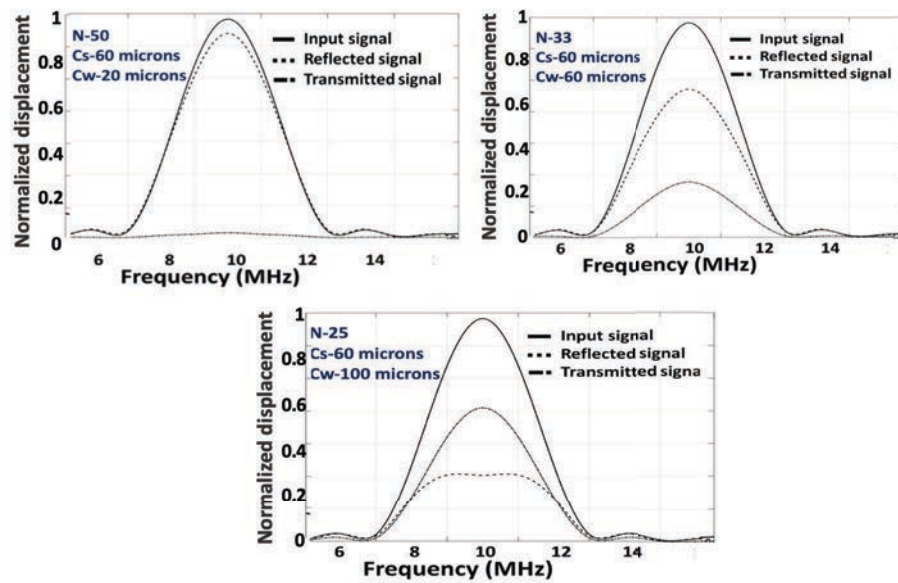 Normalized displacement
1
0.8
0.6
0.4
0.2
0
N-50
Cs-60 microns
Cw-20 microns
Input signal
Reflected signal
Transmitted signal
6 8 10 12 14
Frequency (MHz)
Normalized displacement
1
0.8
0.6
0.4
0.2
0
N-33
Cs-60 microns
Cw-60 microns
Input signal
Reflected signal
Transmitted signal
6 8 10 12 14
Frequency (MHz)
Normalized displacement
1
0.8
0.6
0.4
0.2
0
N-25
Cs-60 microns
Cw-100 microns
Input signal
Reflected signal
Transmitted signa
6 8 10 12 14
Frequency (MHz)